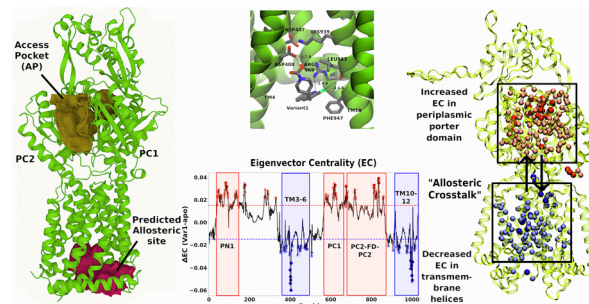 Access
Pocket (AP)
PC2
PC1
Predicted
Allosteric
site
ASP407
LYS939
ASP408
ARG
969
TM4
Variant1
PHE947
Eigenvector Centrality (EC)
ΔEC (Var1-apo)
0.04
0.02
0.00
−0.02
−0.04
−0.06
0
200
400
600
800
1000
PN1
TM3-6
PC1
PC2-FD-
PC2
TM10-
12
Increased
EC in
periplasmic
porter
domain
"Allosteric
Crosstalk"
Decreased
EC in
transmem-
brane
helices